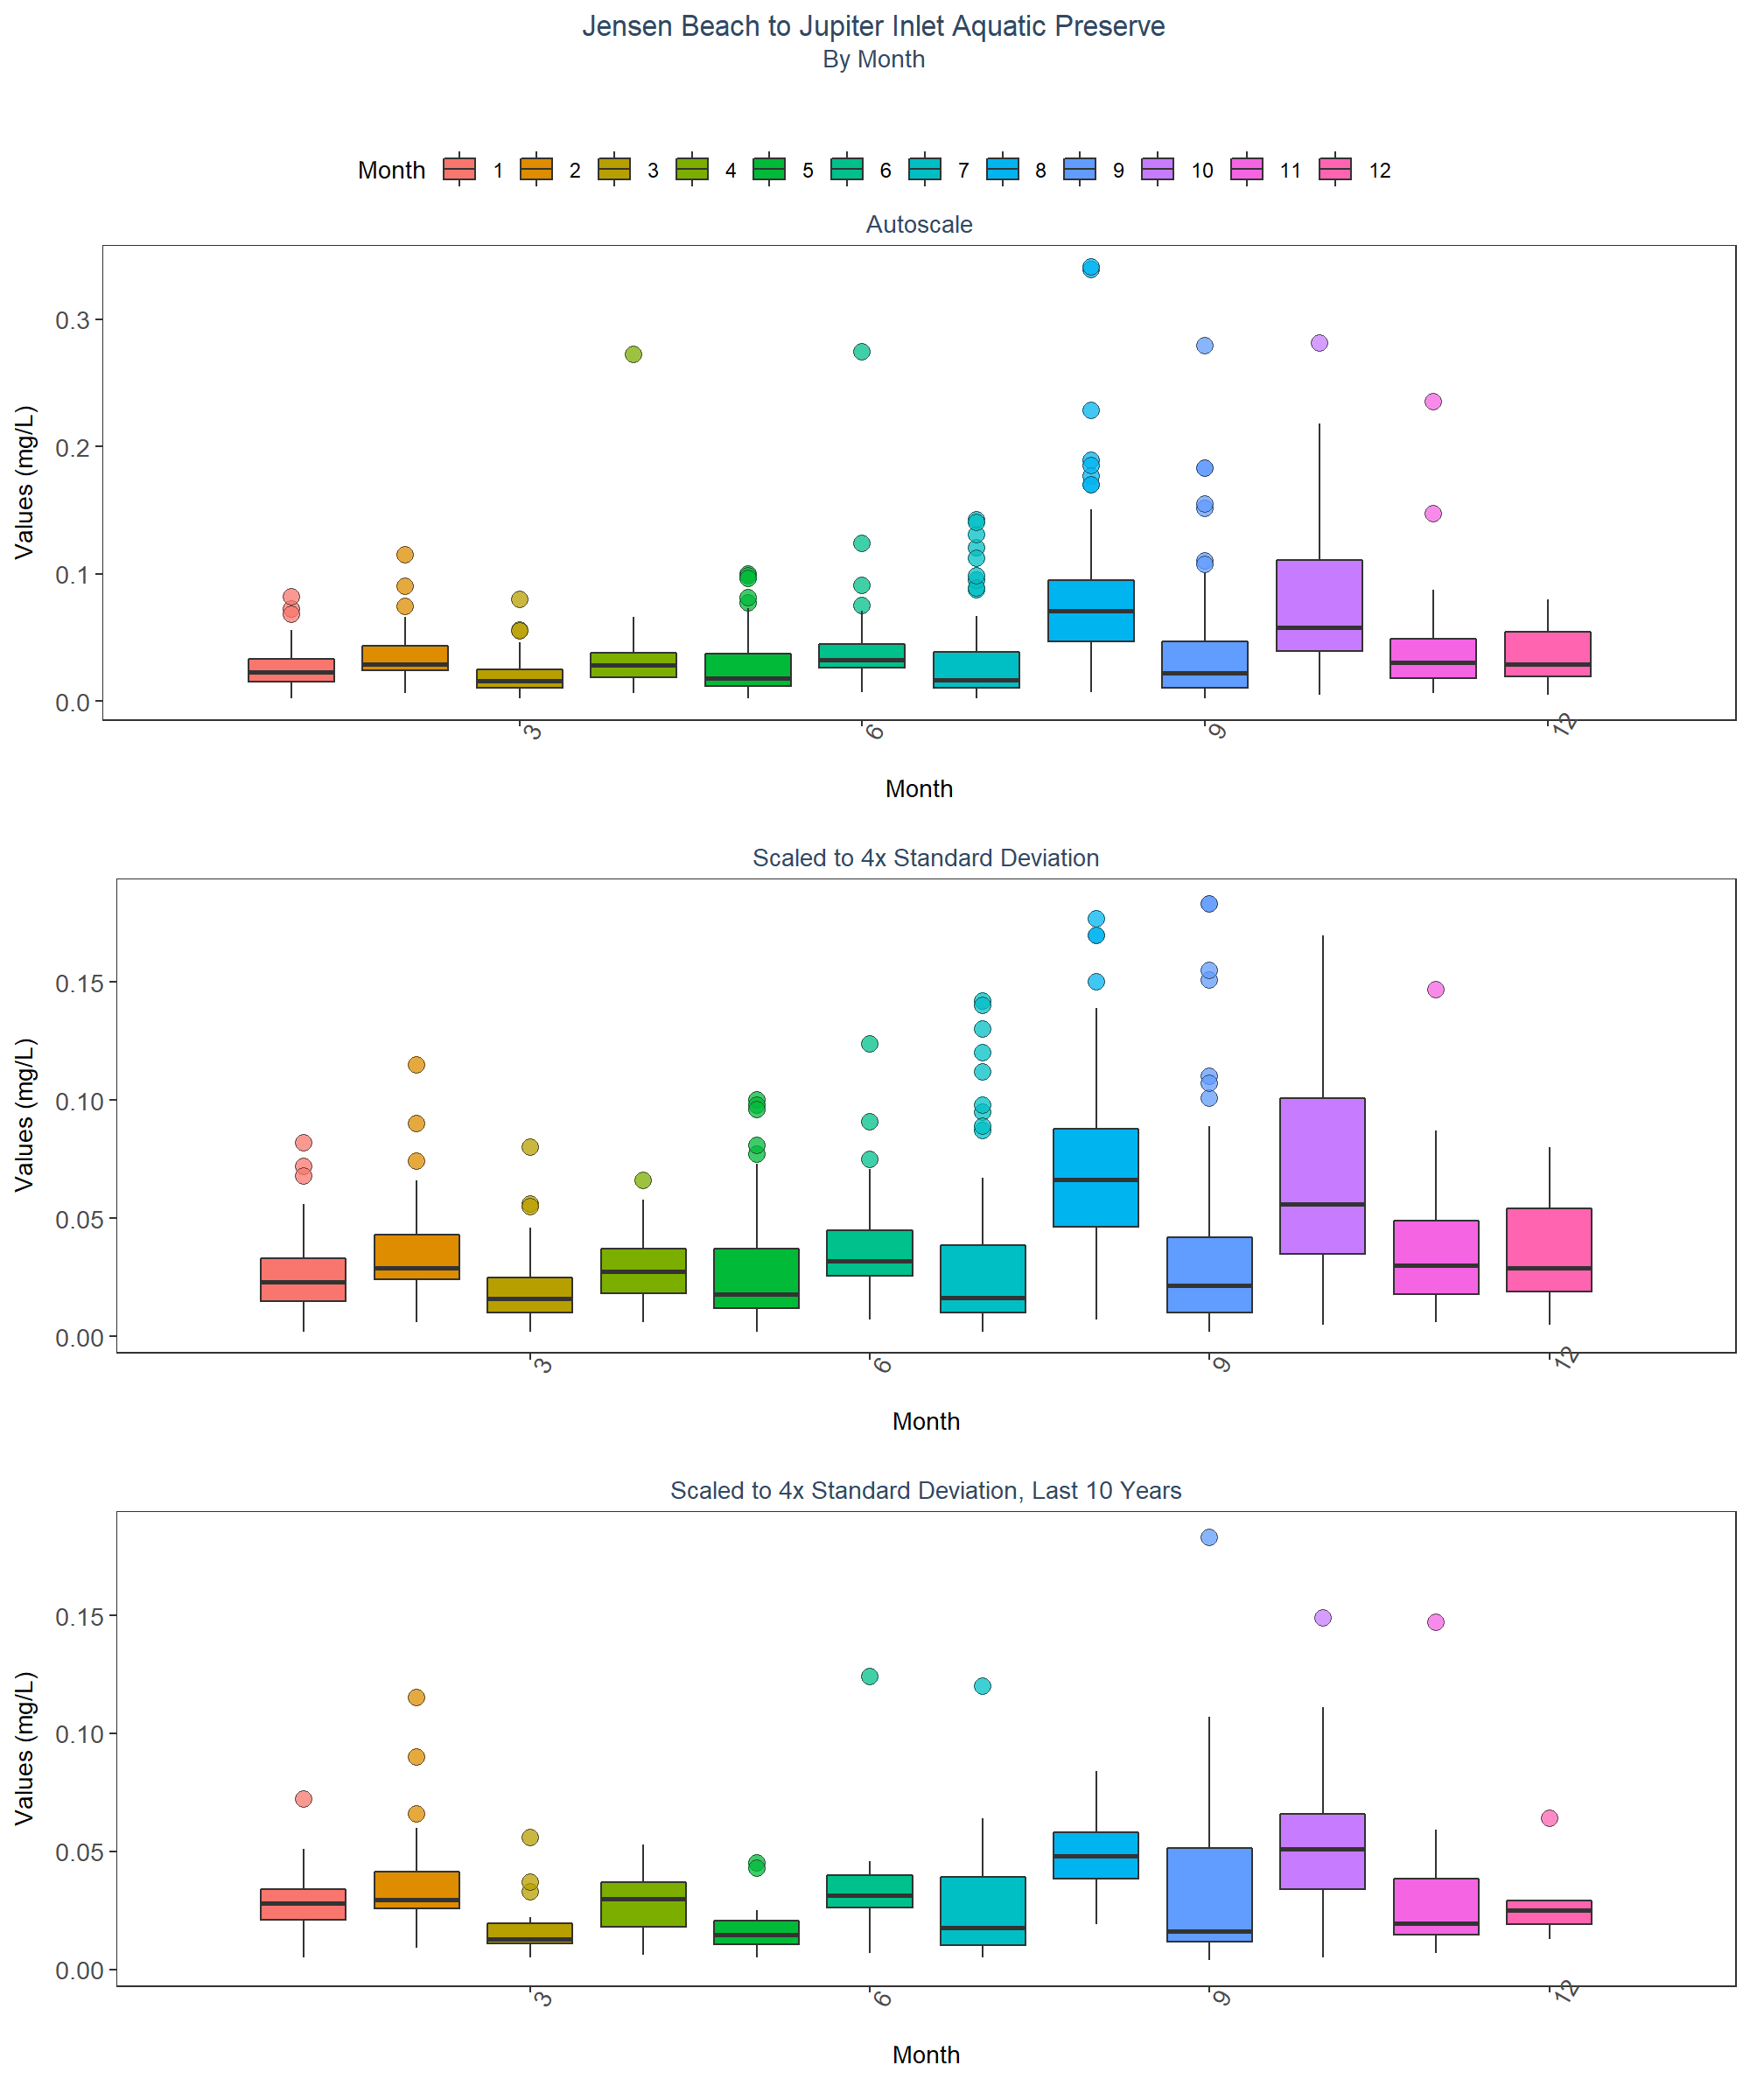 Jensen Beach to Jupiter Inlet Aquatic Preserve
By Month
Month 1 2 3 4 5 6 7 8 9 10 11 12
Autoscale
Values (mg/L)
0.3
0.2
0.1
0.0
3 6 9 12
Month
Scaled to 4x Standard Deviation
Values (mg/L)
0.15
0.10
0.05
0.00
3 6 9 12
Month
Scaled to 4x Standard Deviation, Last 10 Years
Values (mg/L)
0.15
0.10
0.05
0.00
3 6 9 12
Month